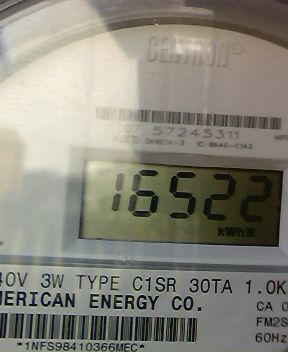 CENTRON®
07 57245311
16522
kWh
40V 3W TYPE C1SR 30TA 1.0K
MERICAN ENERGY CO.
CA 0
FM2S
60Hz
*1NFS98410366MEC*